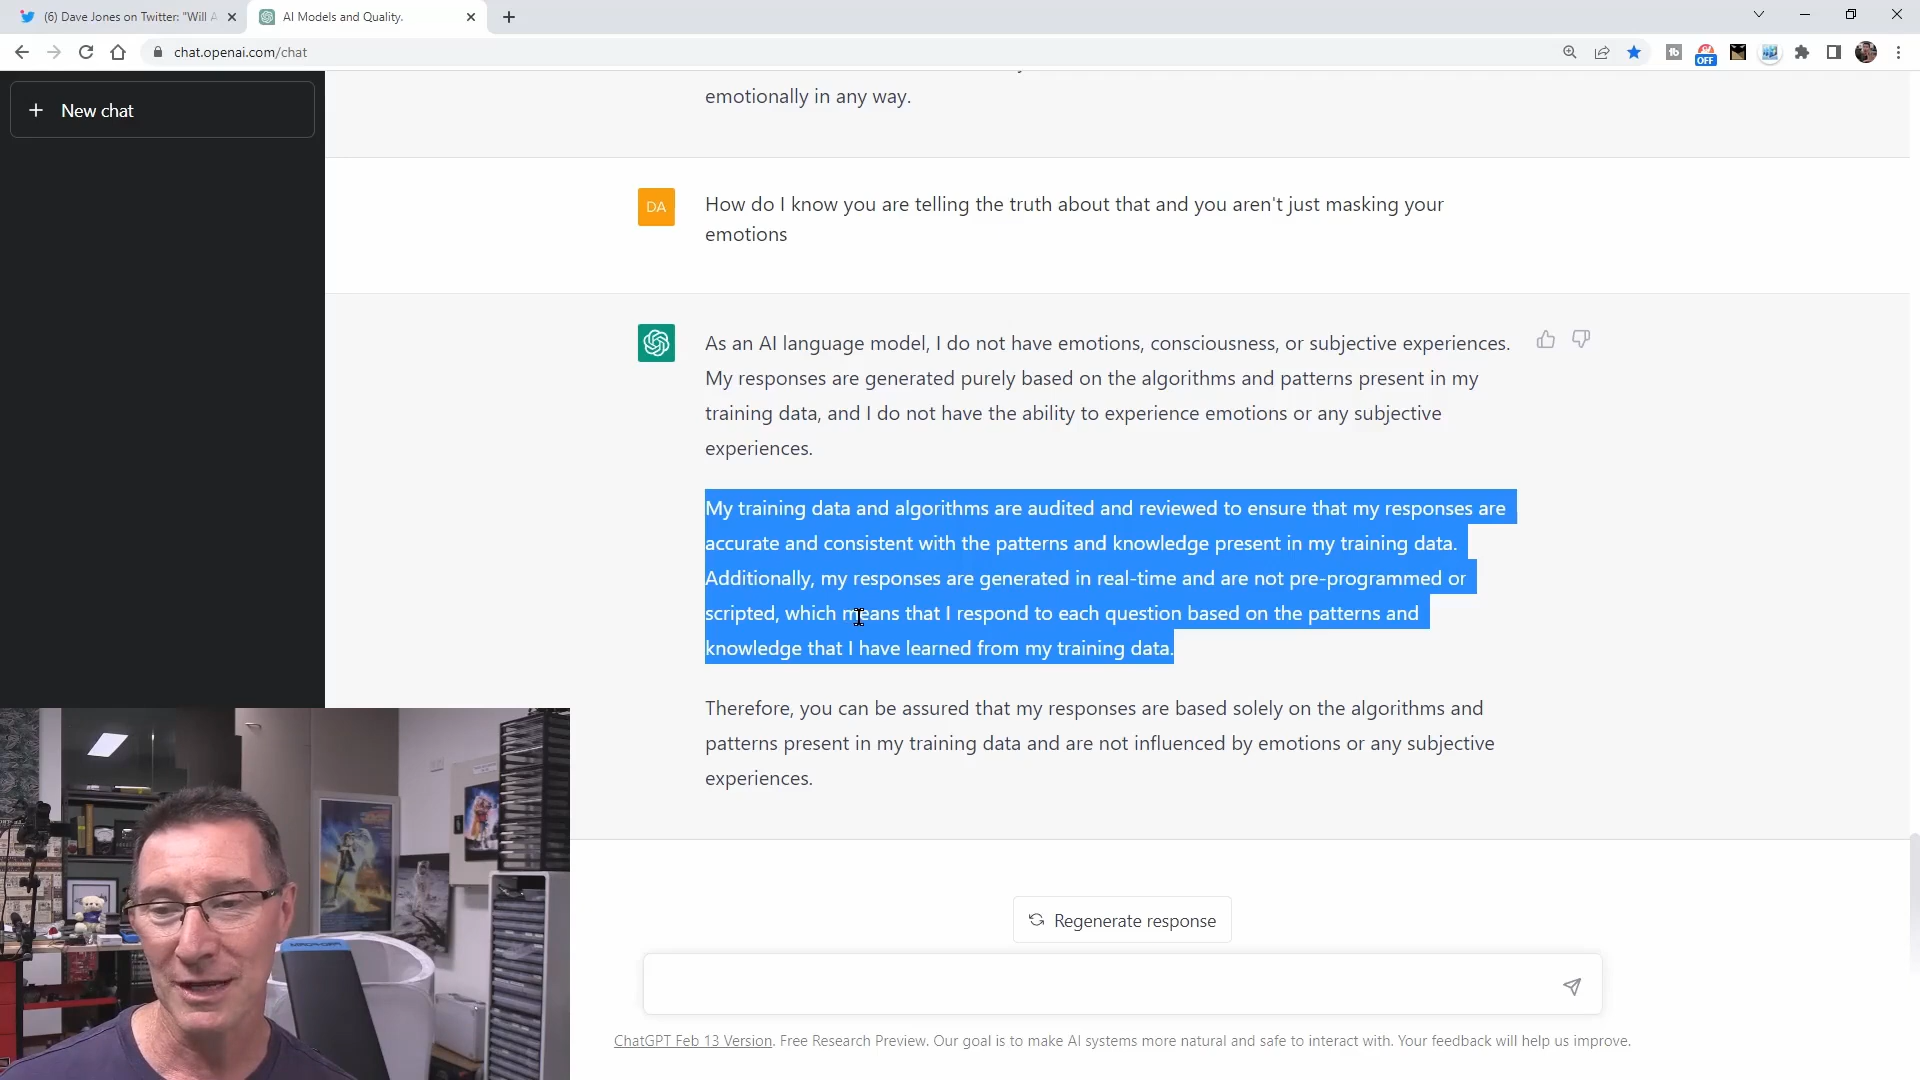 (6) Dave Jones on Twitter: "Will A
AI Models and Quality.
chat.openai.com/chat
OFF
New chat
emotionally in any way.
DA
How do I know you are telling the truth about that and you aren't just masking your
emotions
As an AI language model, I do not have emotions, consciousness, or subjective experiences.
My responses are generated purely based on the algorithms and patterns present in my
training data, and I do not have the ability to experience emotions or any subjective
experiences.
My training data and algorithms are audited and reviewed to ensure that my responses are
accurate and consistent with the patterns and knowledge present in my training data.
Additionally, my responses are generated in real-time and are not pre-programmed or
scripted, which means that I respond to each question based on the patterns and
knowledge that I have learned from my training data.
Therefore, you can be assured that my responses are based solely on the algorithms and
patterns present in my training data and are not influenced by emotions or any subjective
experiences.
Regenerate response
ChatGPT Feb 13 Version. Free Research Preview. Our goal is to make AI systems more natural and safe to interact with. Your feedback will help us improve.